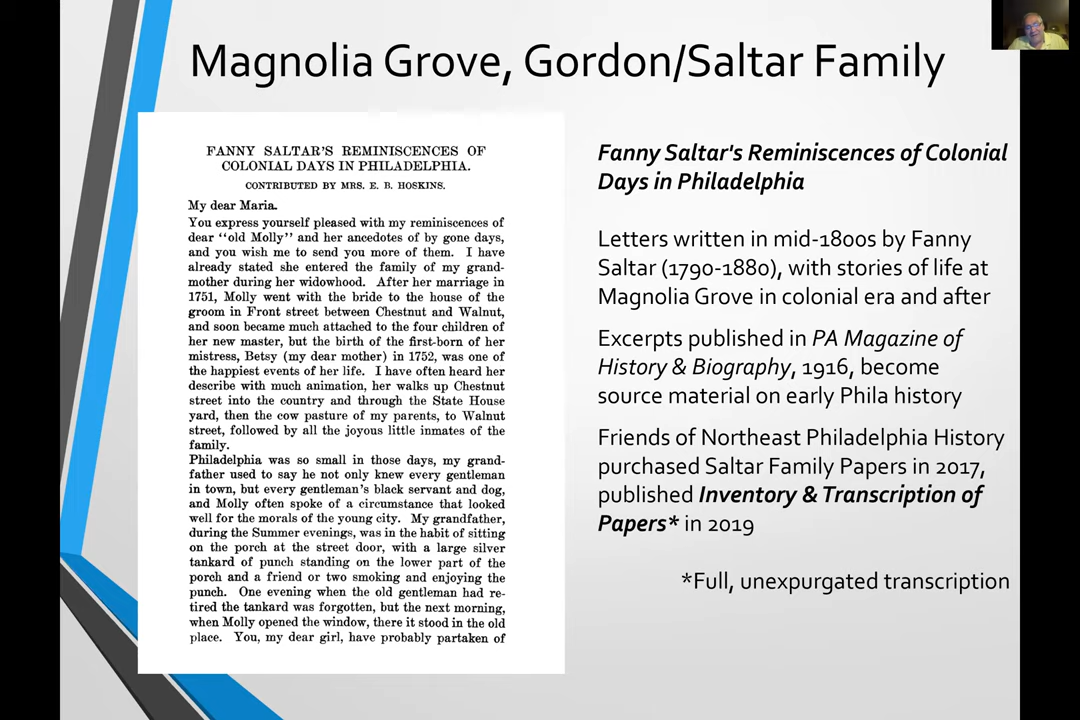 Magnolia Grove, Gordon/Saltar Family
FANNY SALTAR'S REMINISCENCES OF
COLONIAL DAYS IN PHILADELPHIA.
CONTRIBUTED BY MRS. E. B. HOSKINS.
My dear Maria.
You express yourself pleased with my reminiscences of
dear "old Molly" and her ancedotes of by gone days,
and you wish me to send you more of them. I have
already stated she entered the family of my grand-
mother during her widowhood. After her marriage in
1751, Molly went with the bride to the house of the
groom in Front street between Chestnut and Walnut,
and soon became much attached to the four children of
her new master, but the birth of the first-born of her
mistress, Betsy (my dear mother) in 1752, was one of
the happiest events of her life. I have often heard her
describe with much animation, her walks up Chestnut
street into the country and through the State House
yard, then the cow pasture of my parents, to Walnut
street, followed by all the joyous little inmates of the
family.
Philadelphia was so small in those days, my grand-
father used to say he not only knew every gentleman
in town, but every gentleman's black servant and dog,
and Molly often spoke of a circumstance that looked
well for the morals of the young city. My grandfather,
during the Summer evenings, was in the habit of sitting
on the porch at the street door, with a large silver
tankard of punch standing on the lower part of the
porch and a friend or two smoking and enjoying the
punch. One evening when the old gentleman had re-
tired the tankard was forgotten, but the next morning,
when Molly opened the window, there it stood in the old
place. You, my dear girl, have probably partaken of
Fanny Saltar's Reminiscences of Colonial
Days in Philadelphia
Letters written in mid-1800s by Fanny
Saltar (1790-1880), with stories of life at
Magnolia Grove in colonial era and after
Excerpts published in PA Magazine of
History & Biography, 1916, become
source material on early Phila history
Friends of Northeast Philadelphia History
purchased Saltar Family Papers in 2017,
published Inventory & Transcription of
Papers* in 2019
*Full, unexpurgated transcription